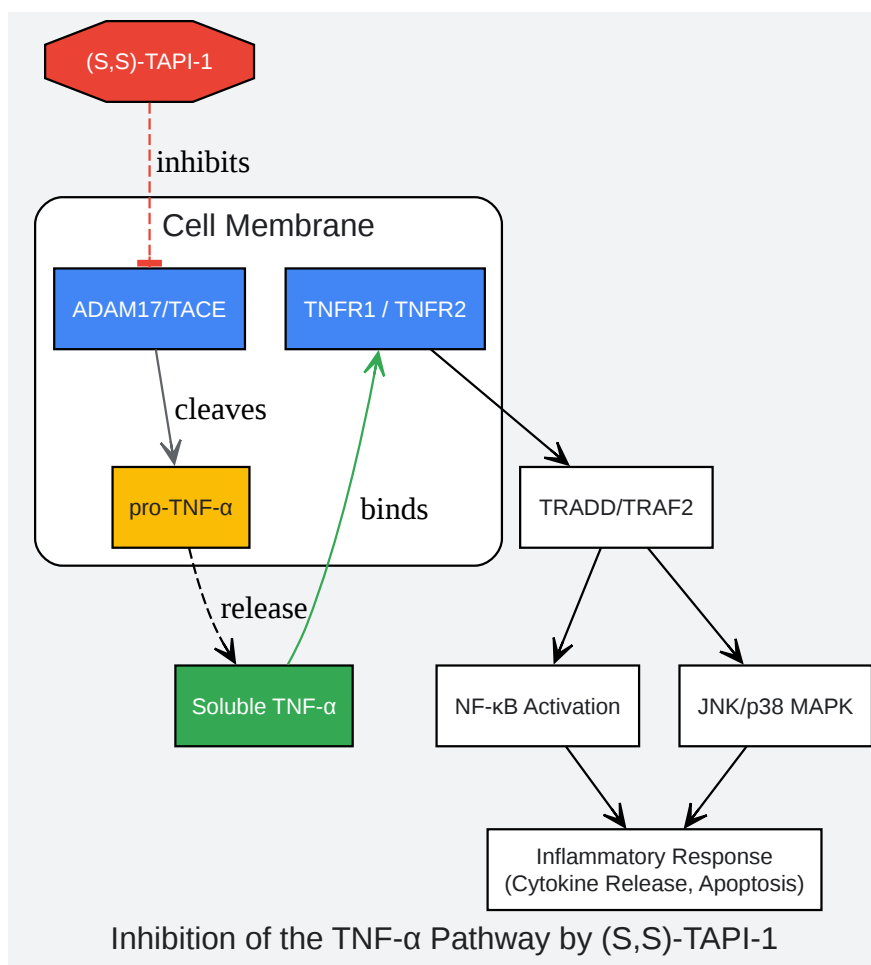 (S,S)-TAPI-1
inhibits
Cell Membrane
ADAM17/TACE
TNFR1 / TNFR2
cleaves
pro-TNF-α
binds
TRADD/TRAF2
release
Soluble TNF-α
NF-κB Activation
JNK/p38 MAPK
Inflammatory Response
(Cytokine Release, Apoptosis)
Inhibition of the TNF-α Pathway by (S,S)-TAPI-1